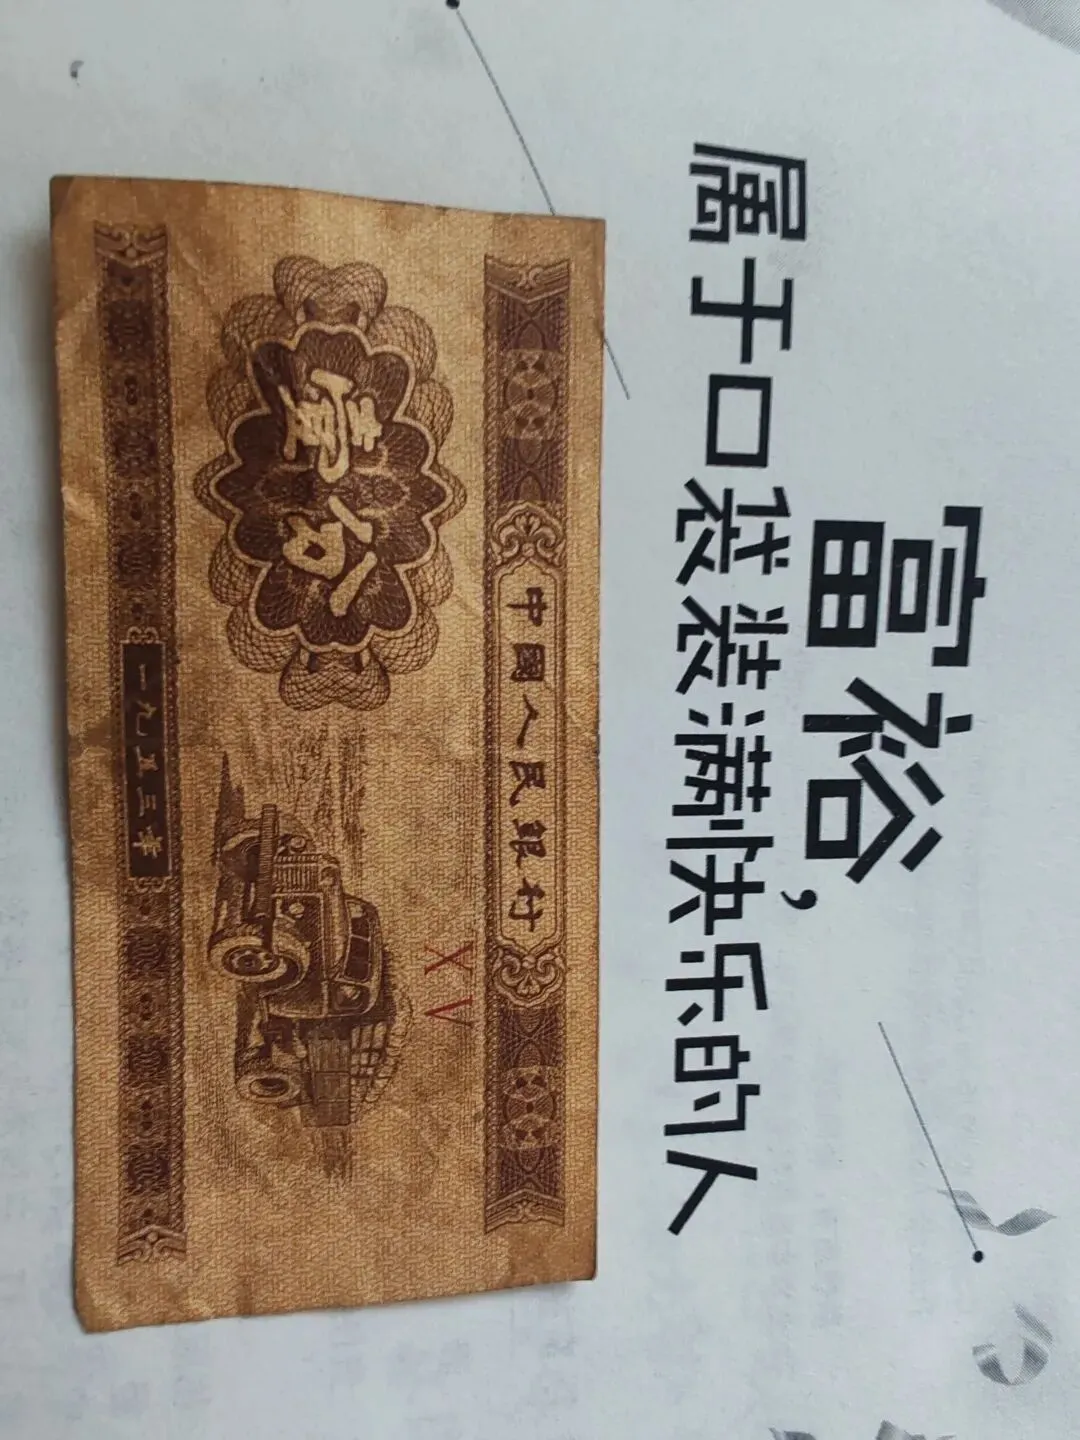 中國人民銀行
壹分
XV
一九五三年
富裕,
属于口袋装满快乐的人